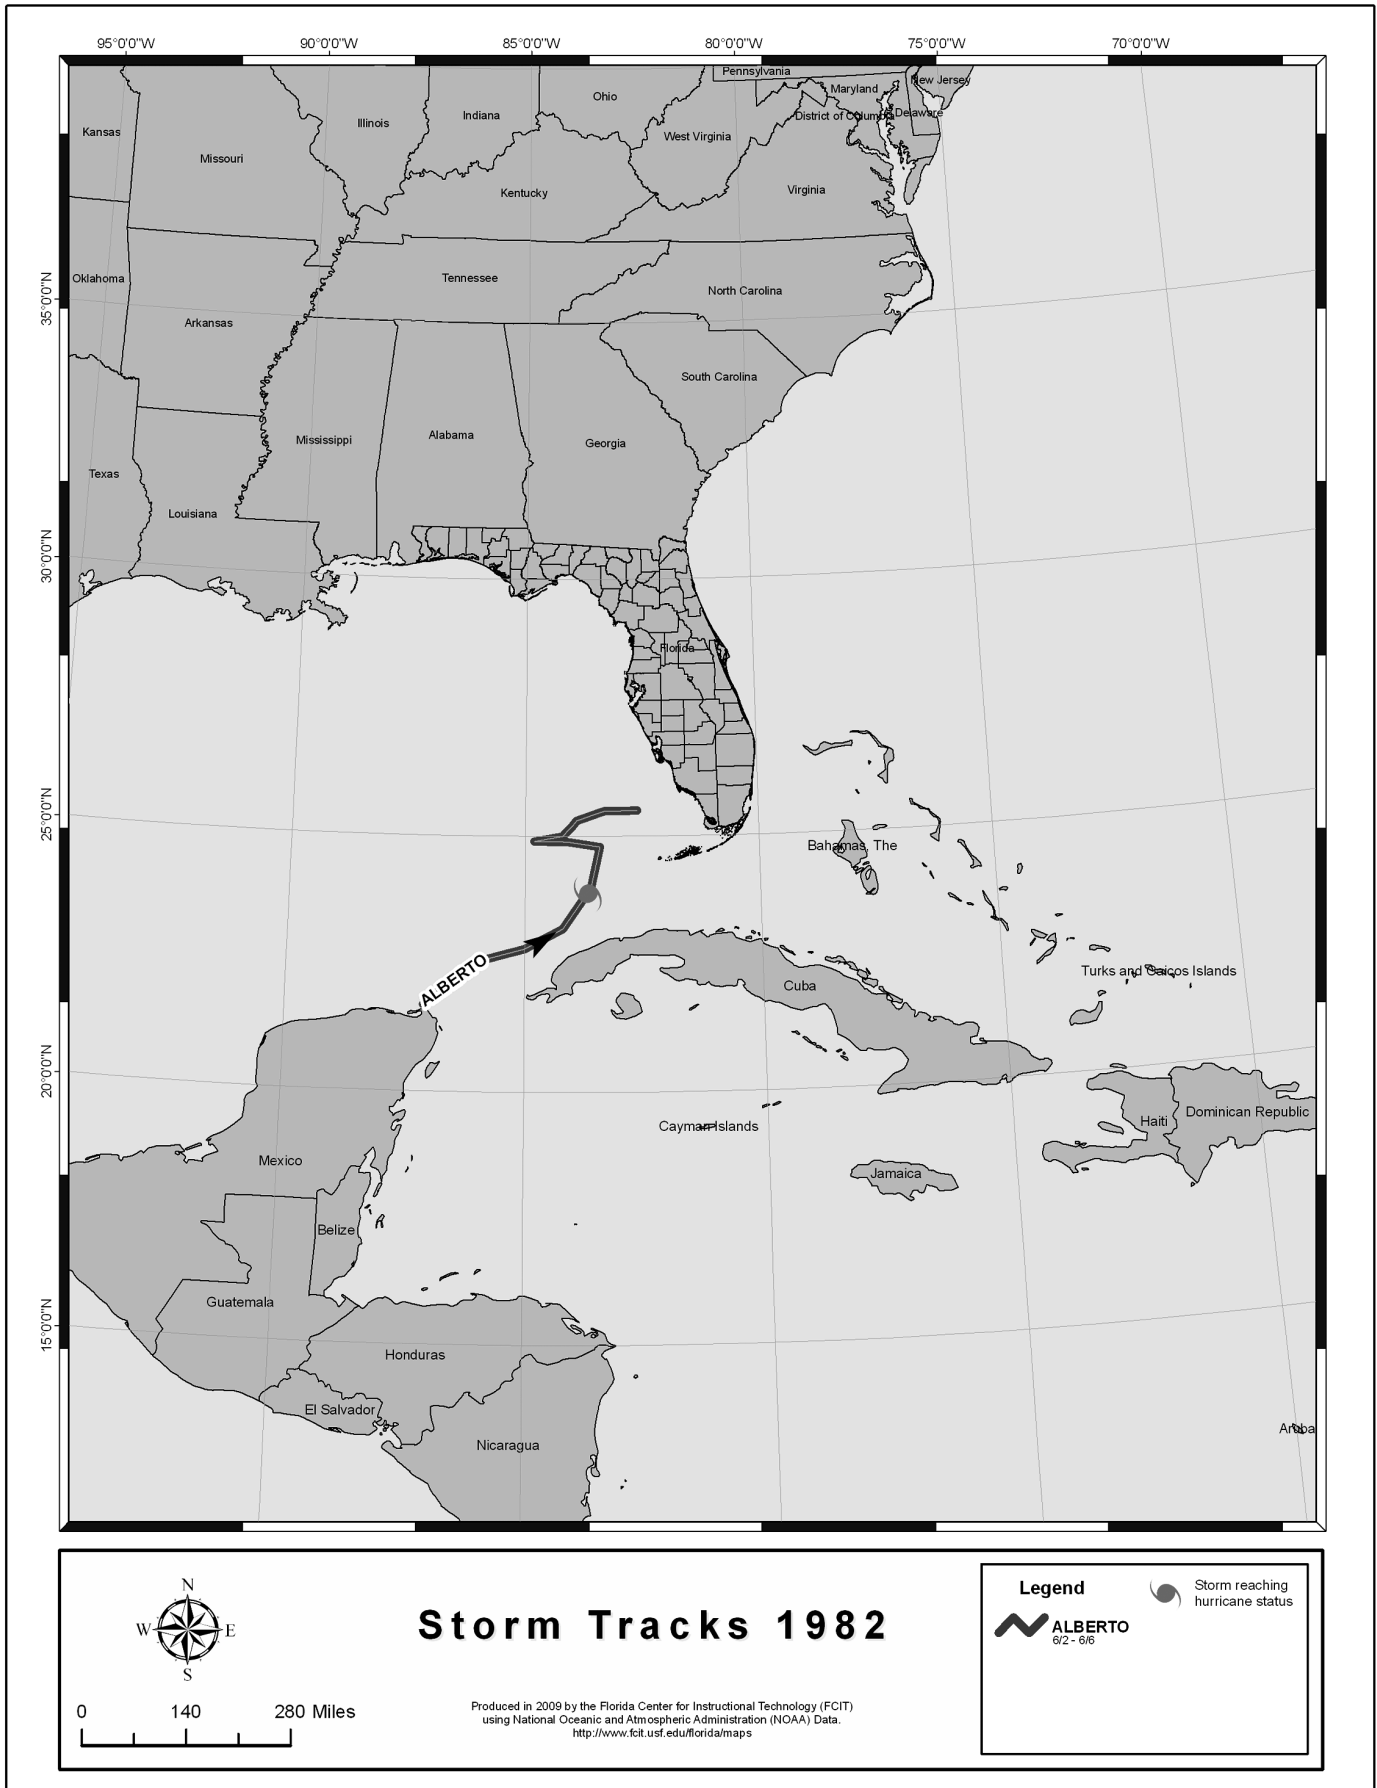 95°0'0"W
90°0'0"W
85°0'0"W
80°0'0"W
75°0'0"W
70°0'0"W
Pennsylvania
New Jersey
Maryland
Ohio
Indiana
Delaware
District of Columbia
Illinois
Kansas
West Virginia
Missouri
Virginia
Kentucky
Oklahoma
Tennessee
35°0'0"N
North Carolina
Arkansas
South Carolina
Alabama
Mississippi
Georgia
Texas
Louisiana
30°0'0"N
Florida
25°0'0"N
Bahamas, The
ALBERTO
Turks and Caicos Islands
Cuba
20°0'0"N
Dominican Republic
Haiti
Cayman Islands
Mexico
Jamaica
Belize
Guatemala
15°0'0"N
Honduras
El Salvador
Aruba
Nicaragua
N
W
E
S
0
140
280 Miles
Storm Tracks 1982
Produced in 2009 by the Florida Center for Instructional Technology (FCIT)
using National Oceanic and Atmospheric Administration (NOAA) Data.
http://www.fcit.usf.edu/florida/maps
Legend
ALBERTO
6/2 - 6/6
Storm reaching
hurricane status